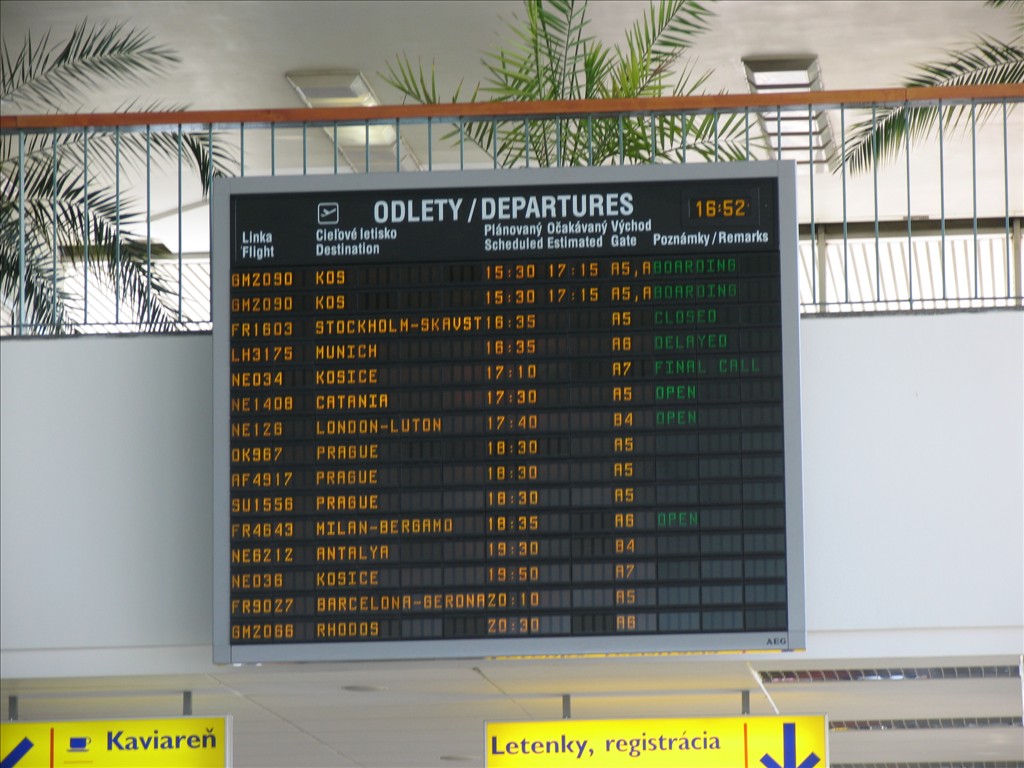 ODLETY / DEPARTURES 16:52
Linka Cieľové letisko Plánovaný Očakávaný Východ Poznámky / Remarks
Flight Destination Scheduled Estimated Gate
GM2090 KOS 15:30 17:15 A5,A BOARDING
GM2090 KOS 15:30 17:15 A5,A BOARDING
FR1603 STOCKHOLM-SKAVST 16:35 A5 CLOSED
LH3175 MUNICH 16:35 A6 DELAYED
NE034 KOSICE 17:10 A7 FINAL CALL
NE1408 CATANIA 17:30 A5 OPEN
NE126 LONDON-LUTON 17:40 B4 OPEN
OK967 PRAGUE 18:30 A5
AF4917 PRAGUE 18:30 A5
SU1556 PRAGUE 18:30 A5
FR4643 MILAN-BERGAMO 18:35 A6 OPEN
NE6212 ANTALYA 19:30 B4
NE036 KOSICE 19:50 A7
FR9027 BARCELONA-GERONA 20:10 A5
GM2066 RHODOS 20:30 A6
AEG
Kaviareň
Letenky, registrácia